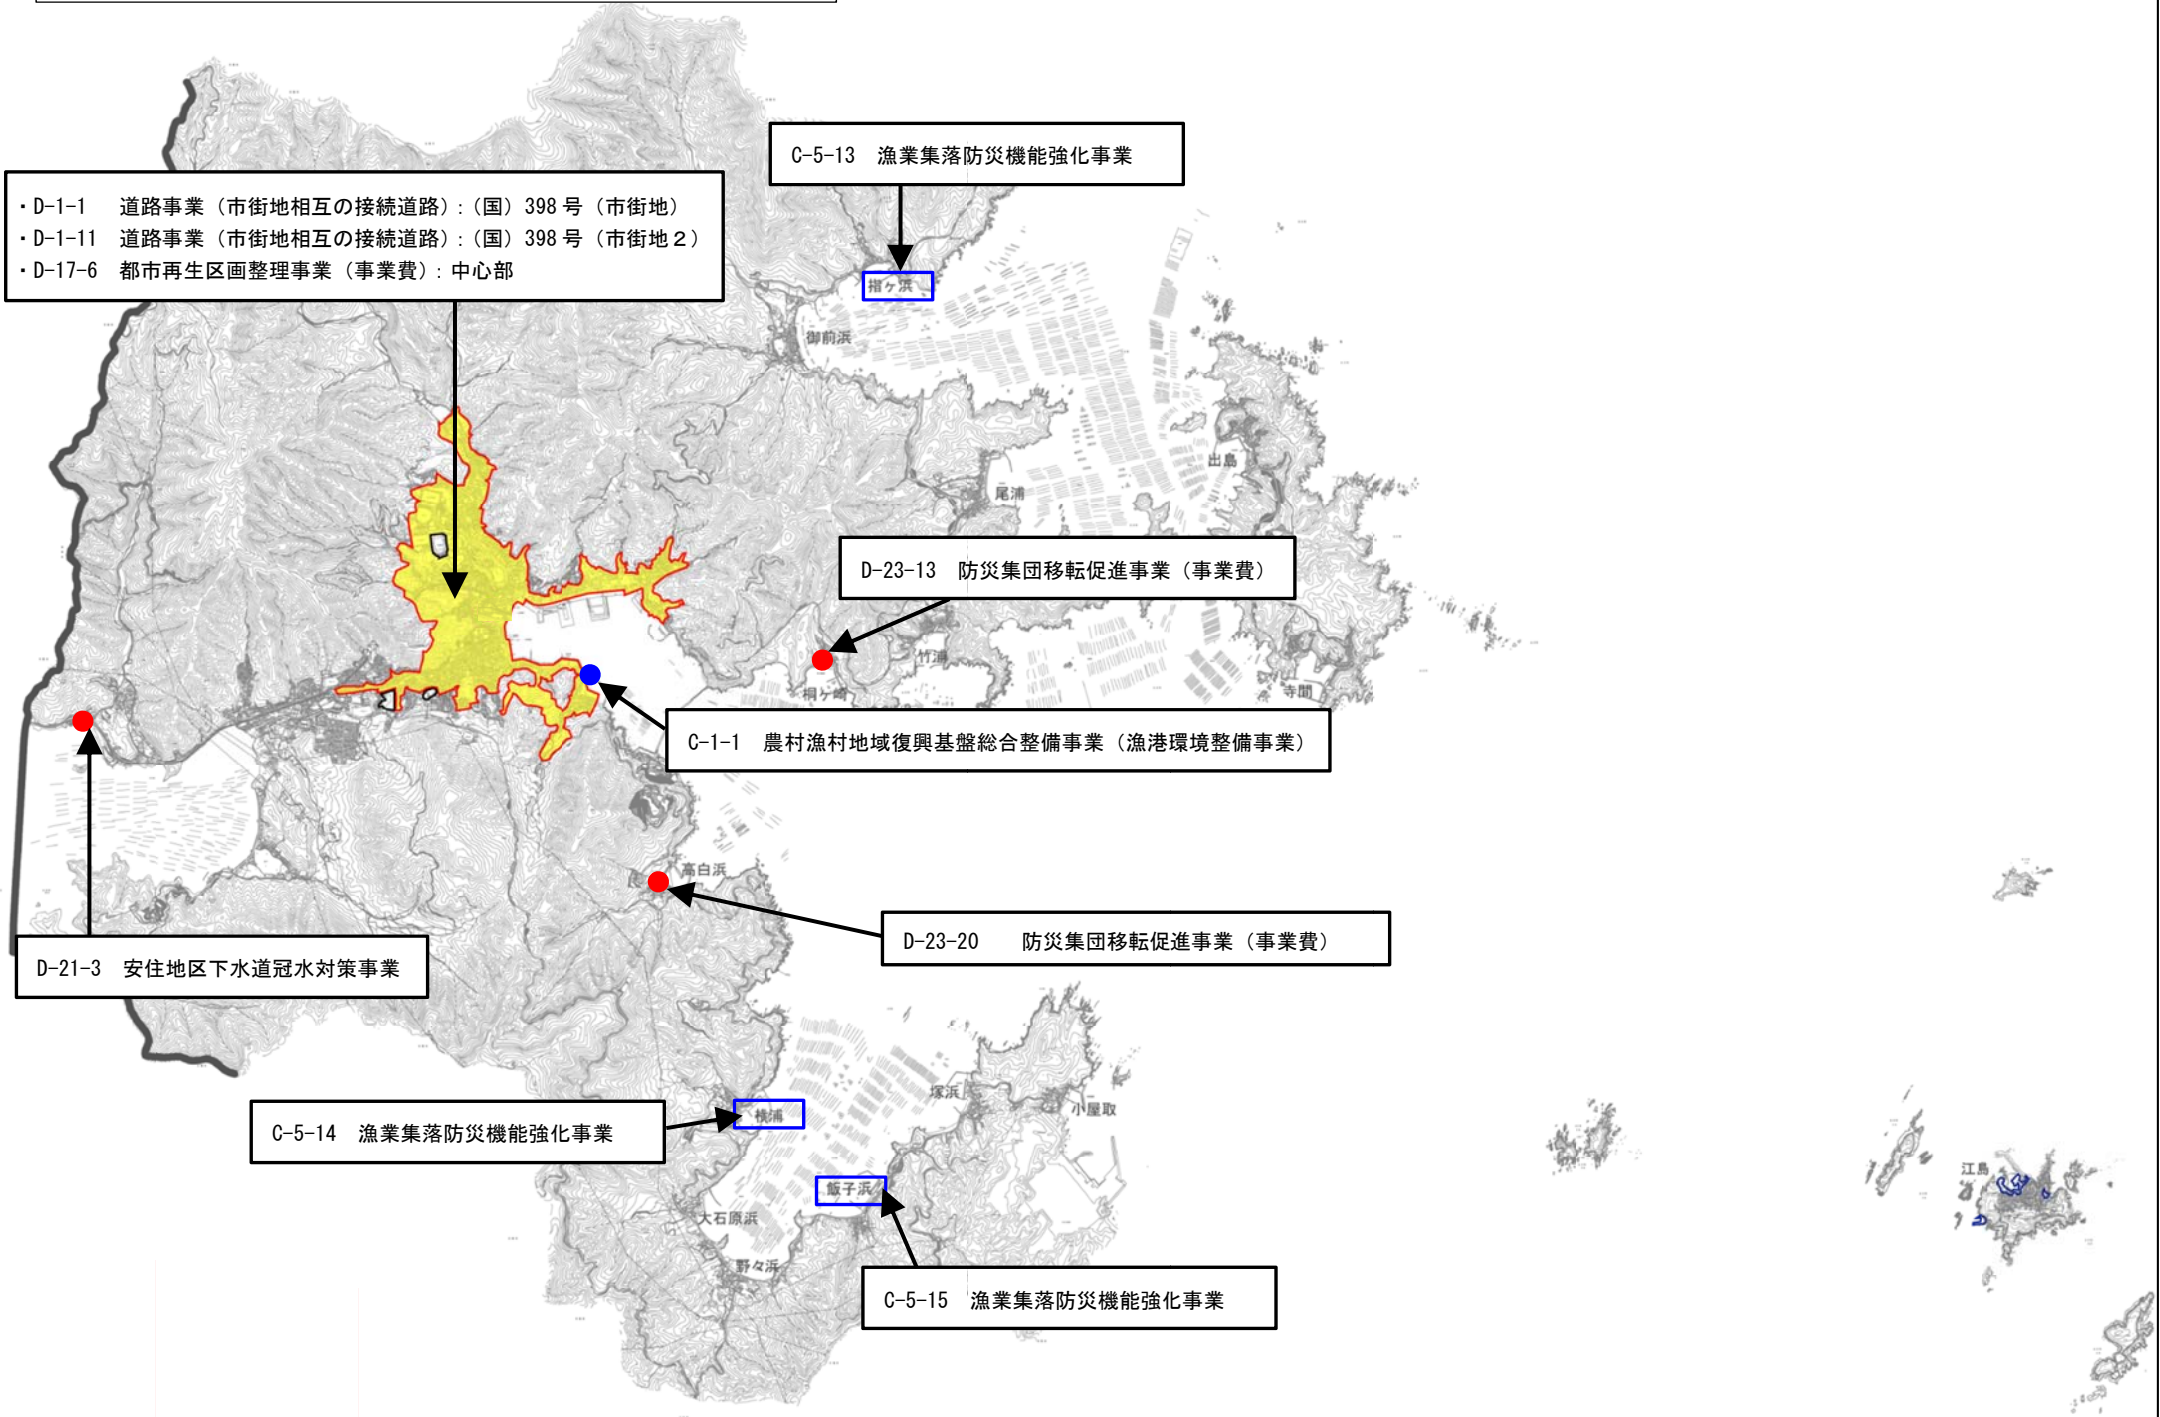 C-5-13 漁業集落防災機能強化事業
・D-1-1 道路事業（市街地相互の接続道路）：（国）398号（市街地）
・D-1-11 道路事業（市街地相互の接続道路）：（国）398号（市街地２）
・D-17-6 都市再生区画整理事業（事業費）：中心部
指ヶ浜
御前浜
出島
尾浦
D-23-13 防災集団移転促進事業（事業費）
竹浦
桐ヶ崎
寺間
C-1-1 農村漁村地域復興基盤総合整備事業（漁港環境整備事業）
高白浜
D-23-20 防災集団移転促進事業（事業費）
D-21-3 安住地区下水道冠水対策事業
塚浜
小屋取
横浦
C-5-14 漁業集落防災機能強化事業
江島
飯子浜
大石原浜
野々浜
C-5-15 漁業集落防災機能強化事業